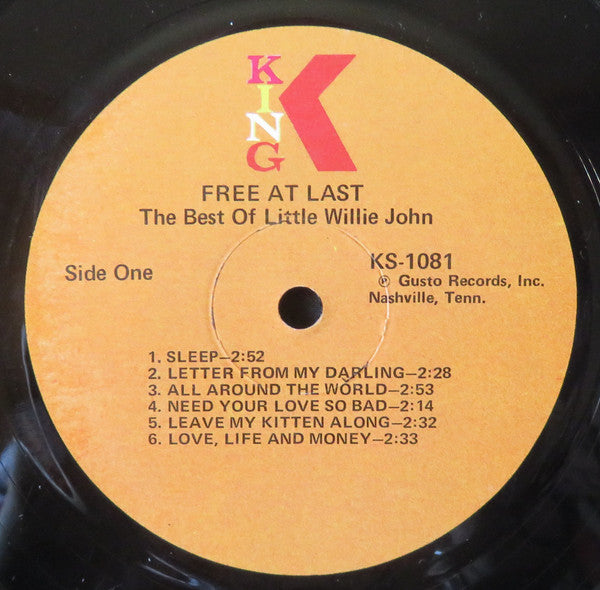 KING
K
FREE AT LAST
The Best Of Little Willie John
Side One
KS-1081
℗ Gusto Records, Inc.
Nashville, Tenn.
1. SLEEP—2:52
2. LETTER FROM MY DARLING—2:28
3. ALL AROUND THE WORLD—2:53
4. NEED YOUR LOVE SO BAD—2:14
5. LEAVE MY KITTEN ALONG—2:32
6. LOVE, LIFE AND MONEY—2:33